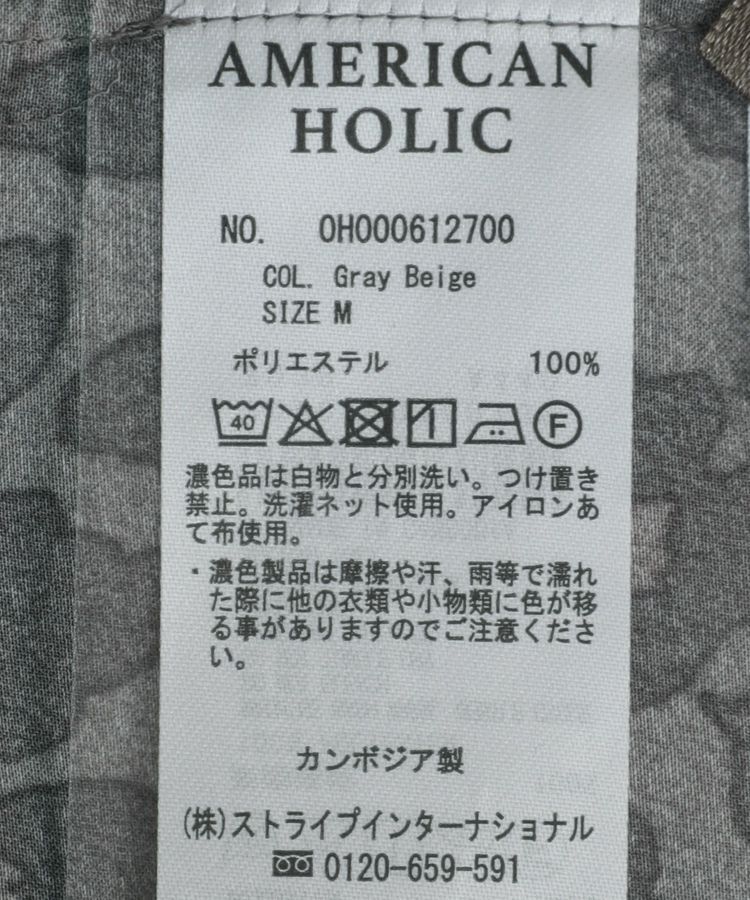 AMERICAN
HOLIC
NO. 0H000612700
COL. Gray Beige
SIZE M
ポリエステル 100%
40 F
濃色品は白物と分別洗い。つけ置き
禁止。洗濯ネット使用。アイロンあ
て布使用。
・濃色製品は摩擦や汗、雨等で濡れ
た際に他の衣類や小物類に色が移
る事がありますのでご注意くださ
い。
カンボジア製
(株)ストライプインターナショナル
0120-659-591